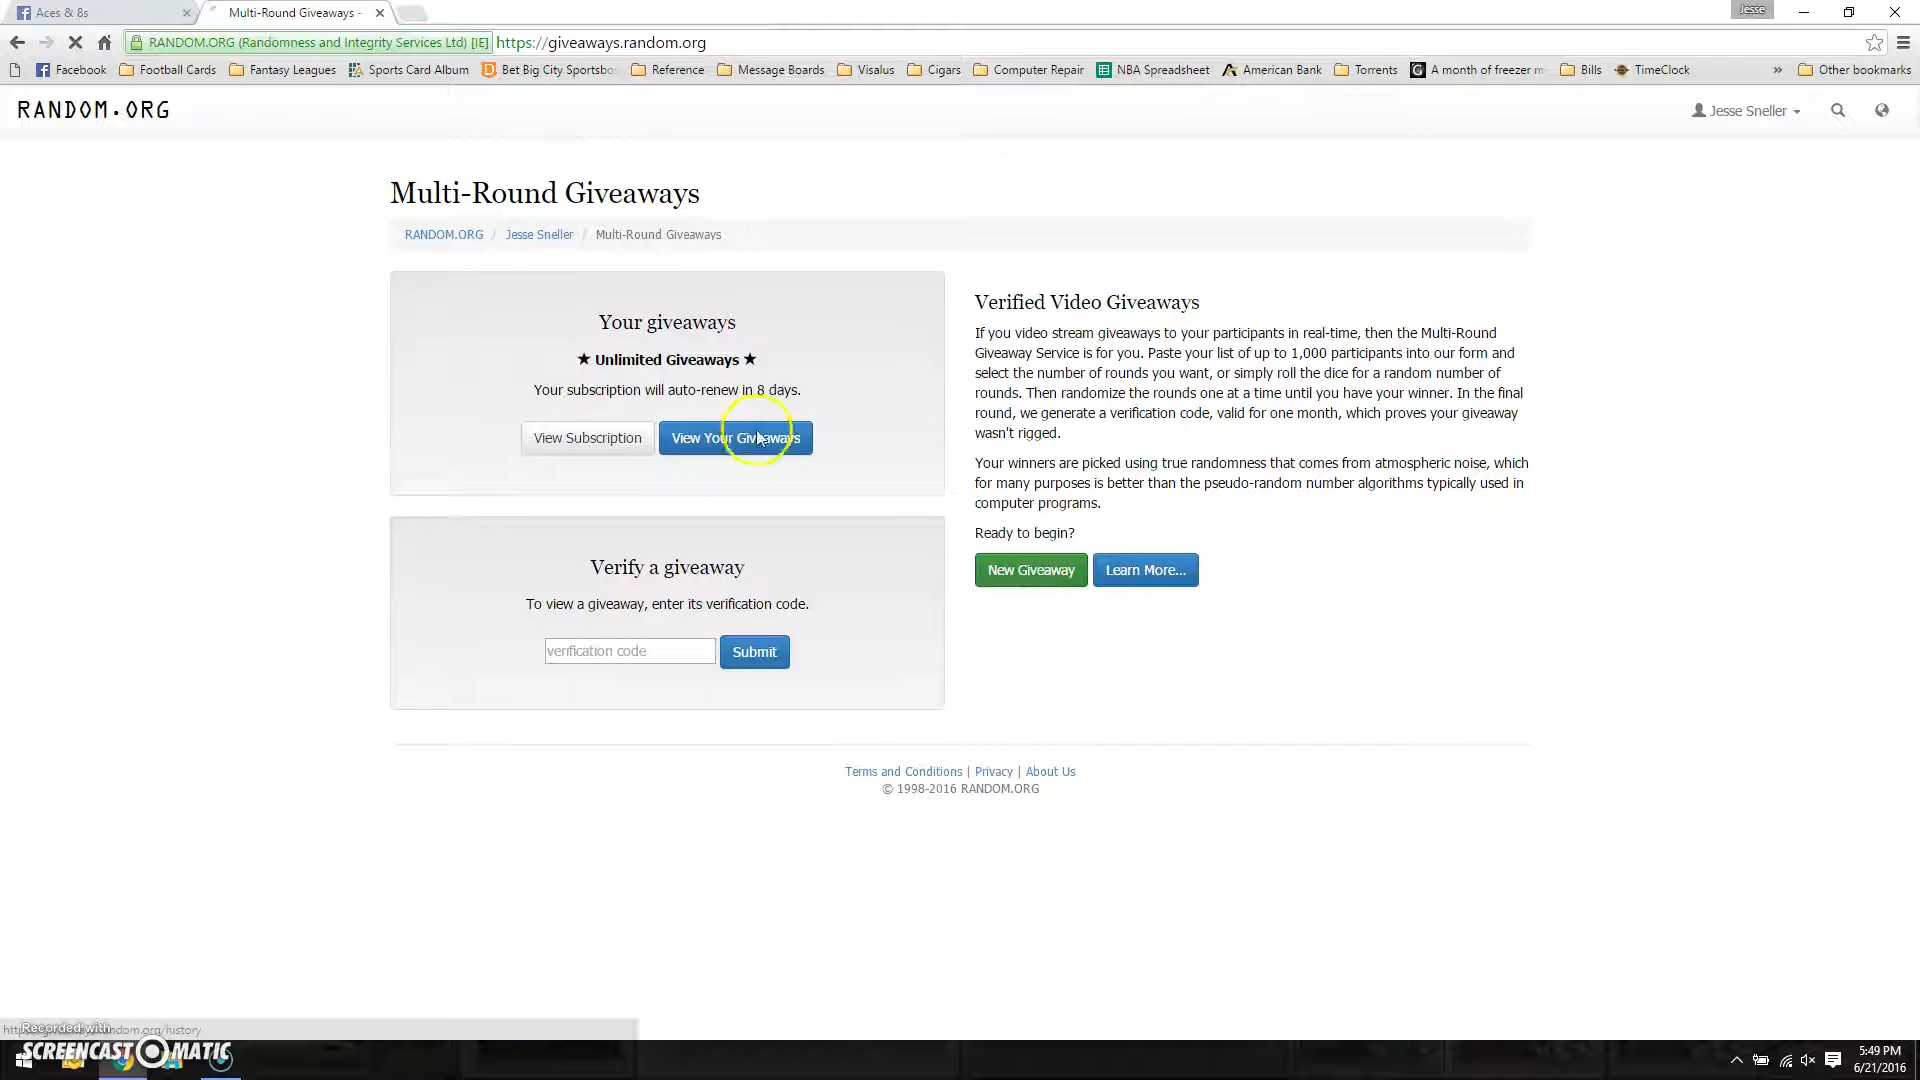 Aces & 8s
Multi-Round Giveaways -
Jesse
RANDOM.ORG (Randomness and Integrity Services Ltd) [IE]
https://giveaways.random.org
Facebook
Football Cards
Fantasy Leagues
Sports Card Album
Bet Big City Sportsbo
Reference
Message Boards
Visalus
Cigars
Computer Repair
NBA Spreadsheet
American Bank
Torrents
A month of freezer m
Bills
TimeClock
»
Other bookmarks
RANDOM.ORG
Jesse Sneller
Multi-Round Giveaways
RANDOM.ORG / Jesse Sneller / Multi-Round Giveaways
Your giveaways
★ Unlimited Giveaways ★
Your subscription will auto-renew in 8 days.
View Subscription
View Your Giveaways
Verify a giveaway
To view a giveaway, enter its verification code.
verification code
Submit
Verified Video Giveaways
If you video stream giveaways to your participants in real-time, then the Multi-Round
Giveaway Service is for you. Paste your list of up to 1,000 participants into our form and
select the number of rounds you want, or simply roll the dice for a random number of
rounds. Then randomize the rounds one at a time until you have your winner. In the final
round, we generate a verification code, valid for one month, which proves your giveaway
wasn't rigged.
Your winners are picked using true randomness that comes from atmospheric noise, which
for many purposes is better than the pseudo-random number algorithms typically used in
computer programs.
Ready to begin?
New Giveaway
Learn More...
Terms and Conditions | Privacy | About Us
© 1998-2016 RANDOM.ORG
https://giveaways.random.org/history
Recorded with
SCREENCAST MATIC
5:49 PM
6/21/2016